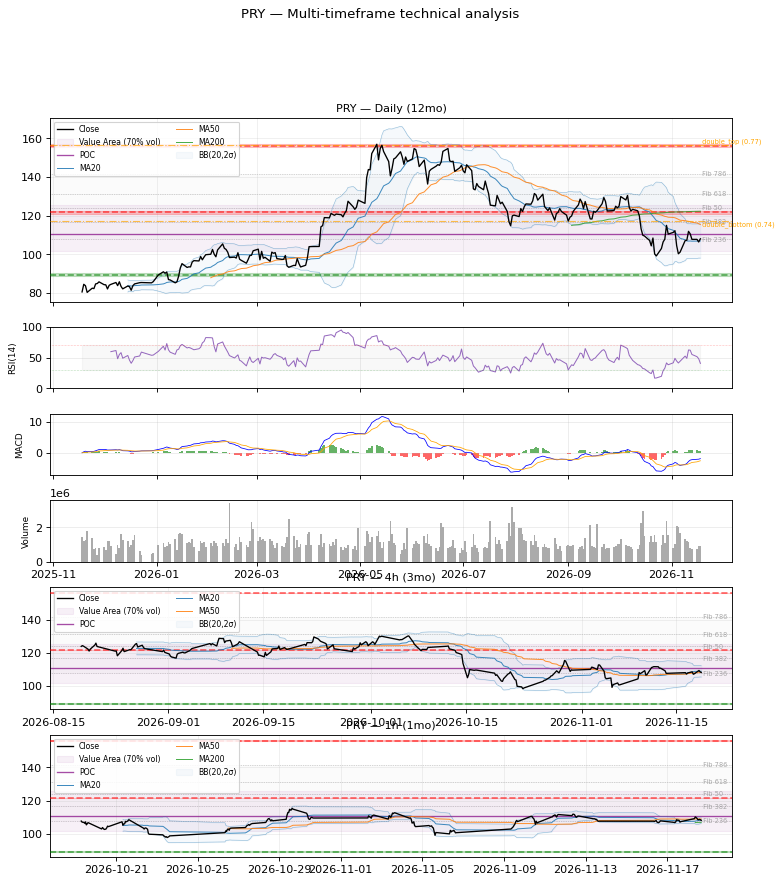 PRY — Multi-timeframe technical analysis
PRY — Daily (12mo)
Close
Value Area (70% vol)
POC
MA20
MA50
MA200
BB(20,2σ)
160
140
120
100
80
double_top (0.77)
Fib 786
Fib 618
Fib 50
Fib 382
double_bottom (0.74)
Fib 236
RSI(14)
100
50
0
MACD
10
0
1e6
Volume
2
0
2025-11
2026-01
2026-03
2026-05
2026-07
2026-09
2026-11
PRY — 4h (3mo)
Close
Value Area (70% vol)
POC
MA20
MA50
BB(20,2σ)
140
120
100
Fib 786
Fib 618
Fib 50
Fib 382
Fib 236
2026-08-15
2026-09-01
2026-09-15
2026-10-01
2026-10-15
2026-11-01
2026-11-15
PRY — 1h (1mo)
Close
Value Area (70% vol)
POC
MA20
MA50
MA200
BB(20,2σ)
140
120
100
Fib 786
Fib 618
Fib 50
Fib 382
Fib 236
2026-10-21
2026-10-25
2026-10-29
2026-11-01
2026-11-05
2026-11-09
2026-11-13
2026-11-17